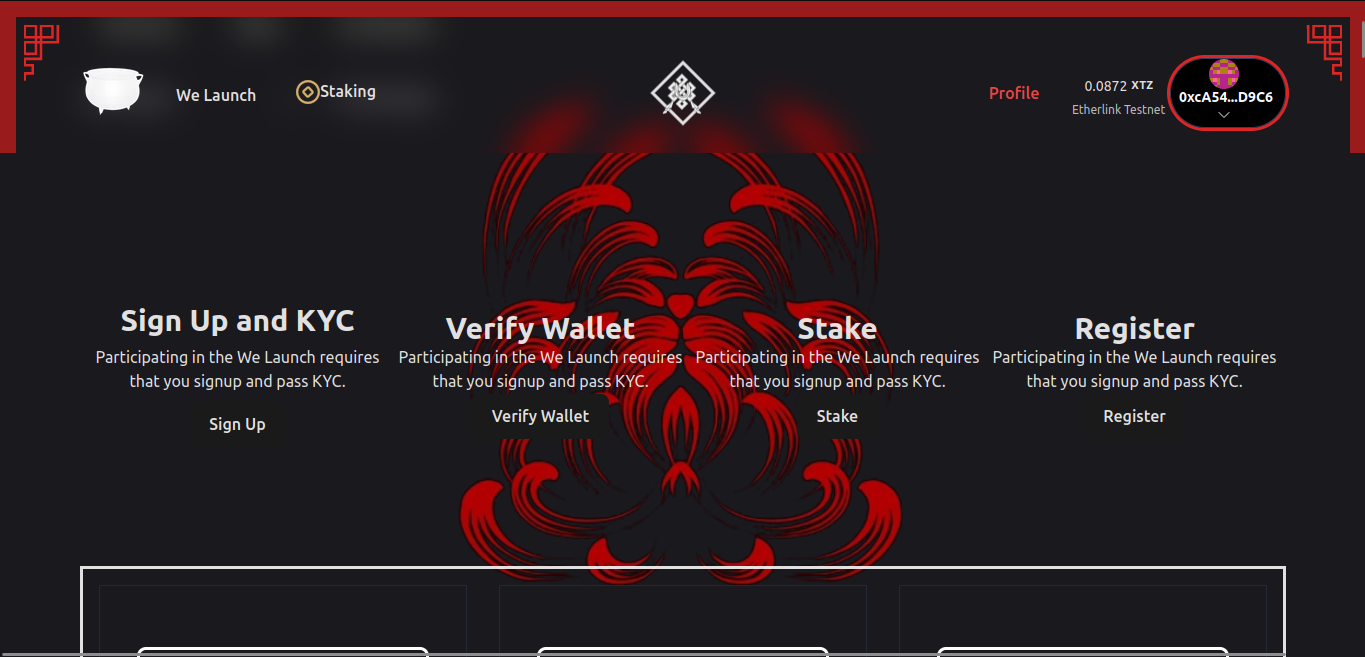 We Launch
Staking
Profile
0.0872 XTZ
Etherlink Testnet
0xcA54...D9C6
Sign Up and KYC
Participating in the We Launch requires
that you signup and pass KYC.
Sign Up
Verify Wallet
Participating in the We Launch requires
that you signup and pass KYC.
Verify Wallet
Stake
Participating in the We Launch requires
that you signup and pass KYC.
Stake
Register
Participating in the We Launch requires
that you signup and pass KYC.
Register